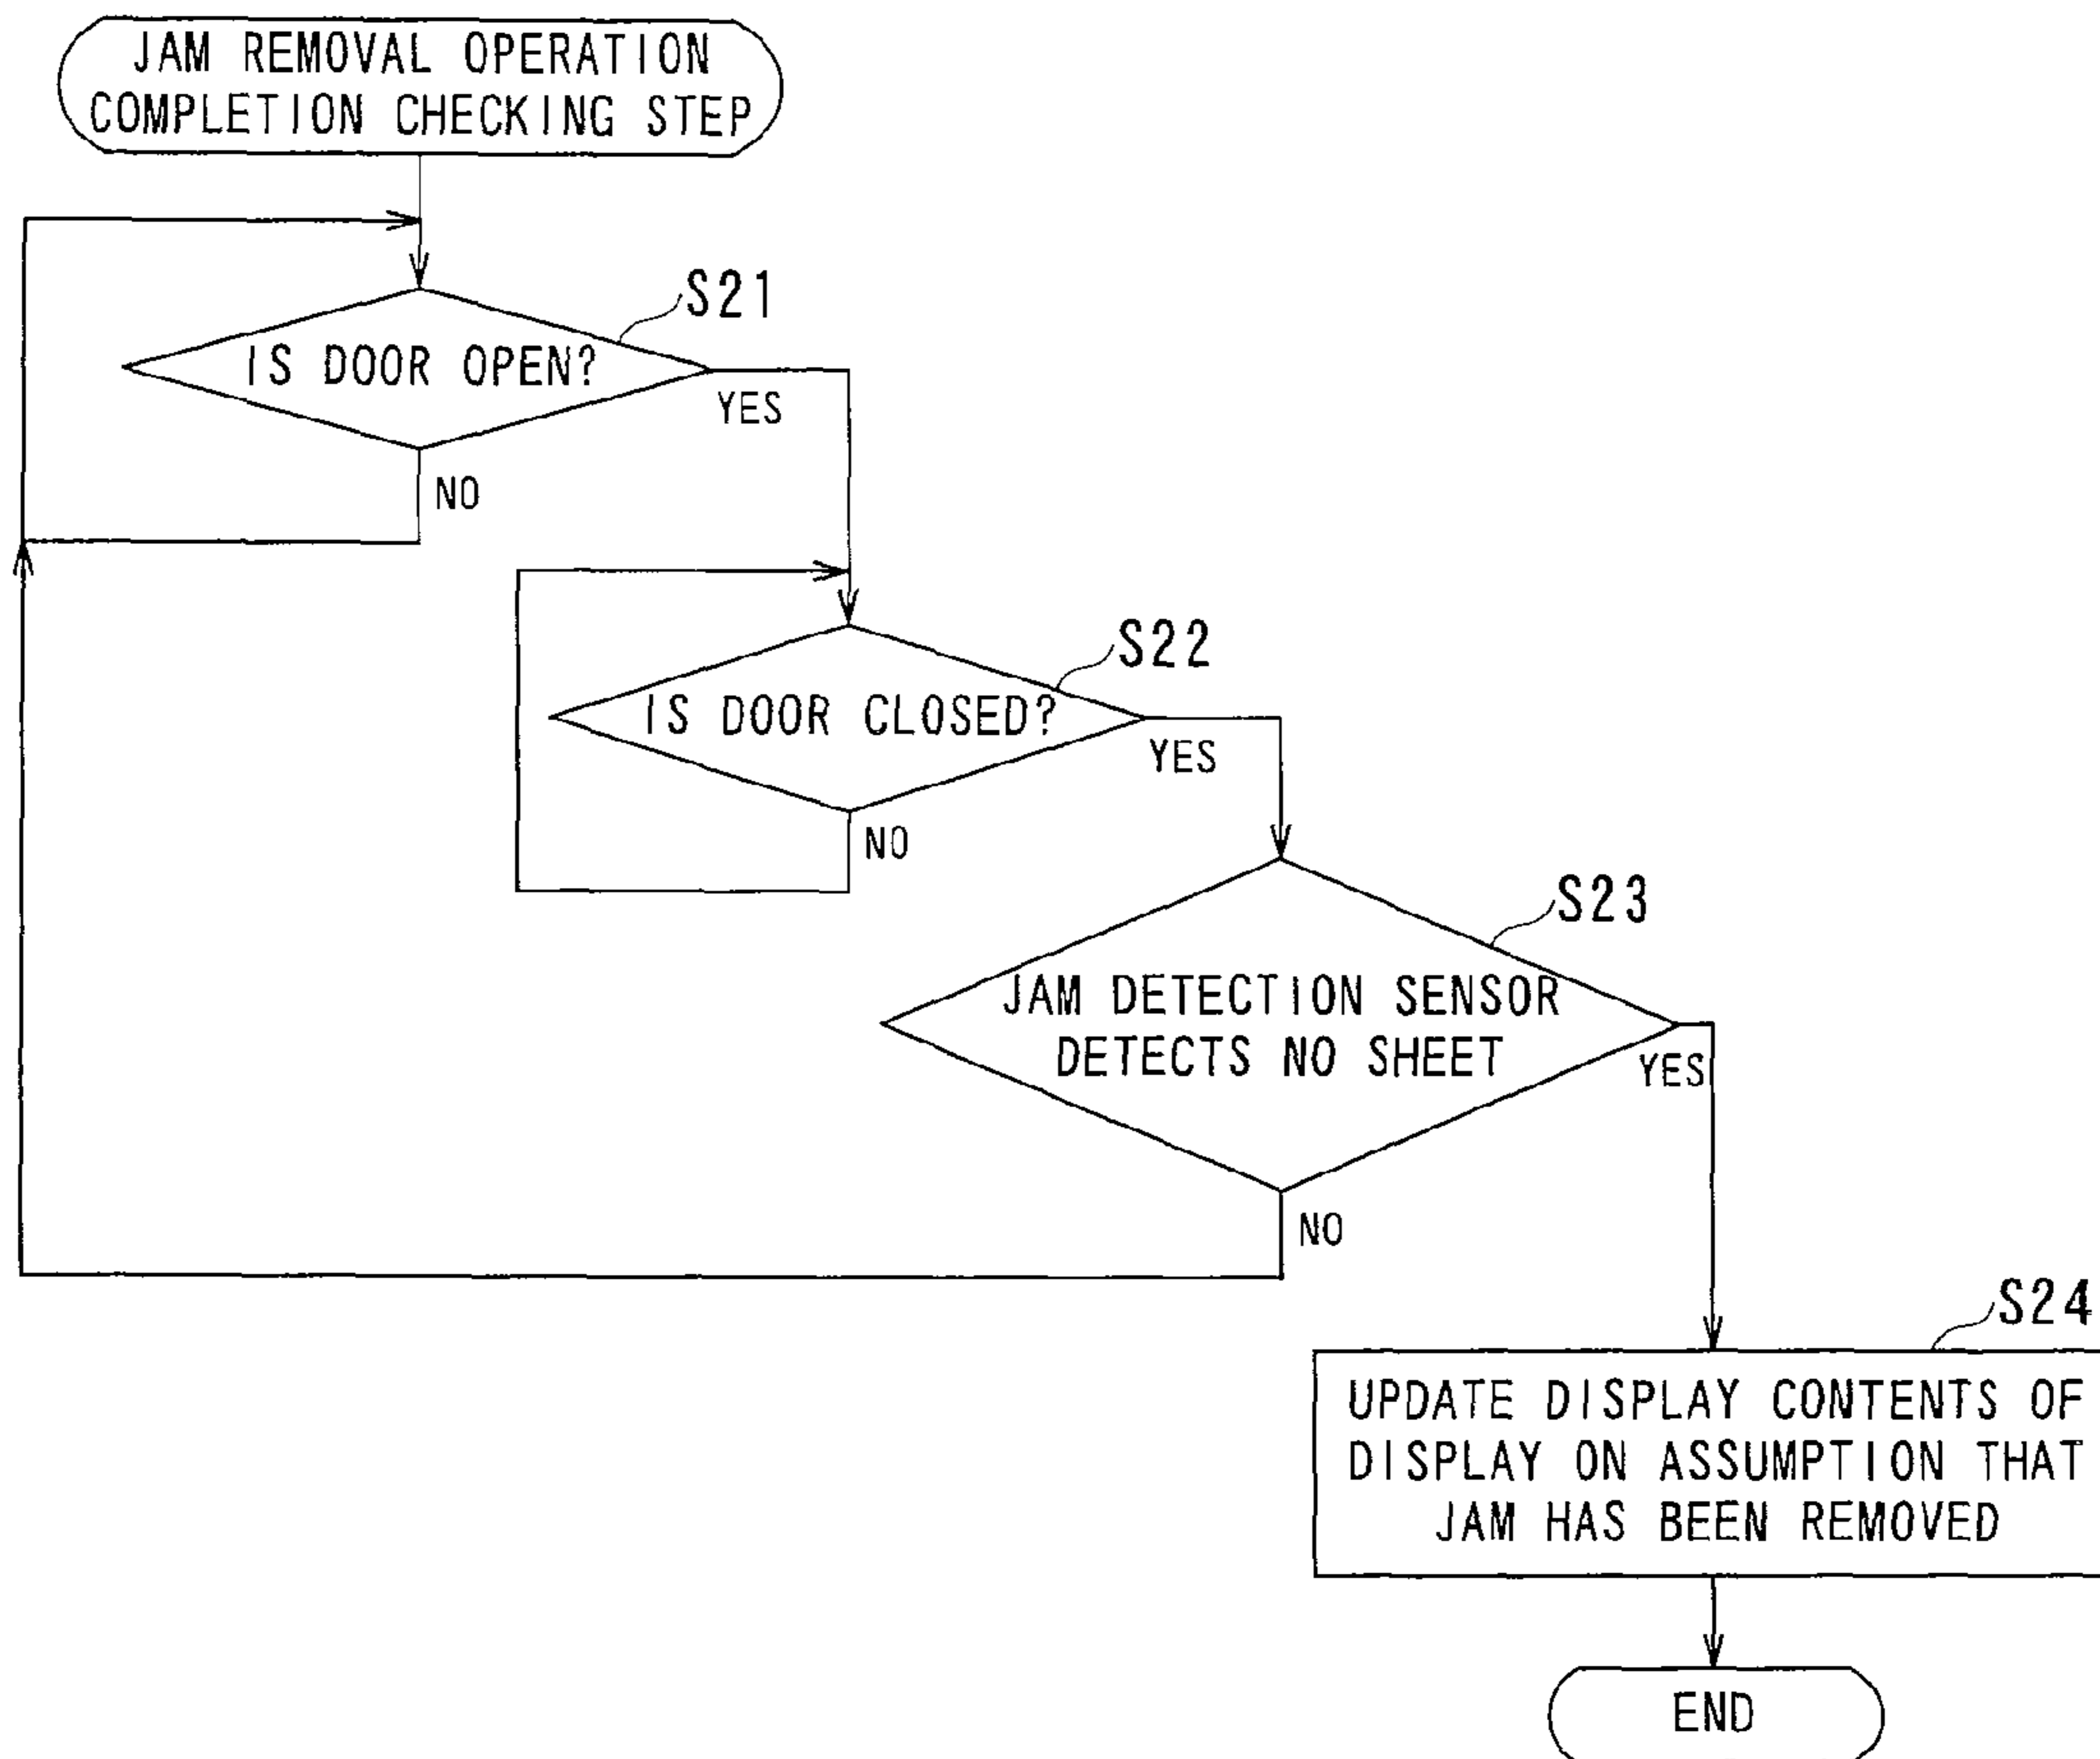 JAM REMOVAL OPERATION
COMPLETION CHECKING STEP
S21
IS DOOR OPEN?
YES
NO
S22
IS DOOR CLOSED?
YES
NO
S23
JAM DETECTION SENSOR
DETECTS NO SHEET
YES
NO
S24
UPDATE DISPLAY CONTENTS OF
DISPLAY ON ASSUMPTION THAT
JAM HAS BEEN REMOVED
END